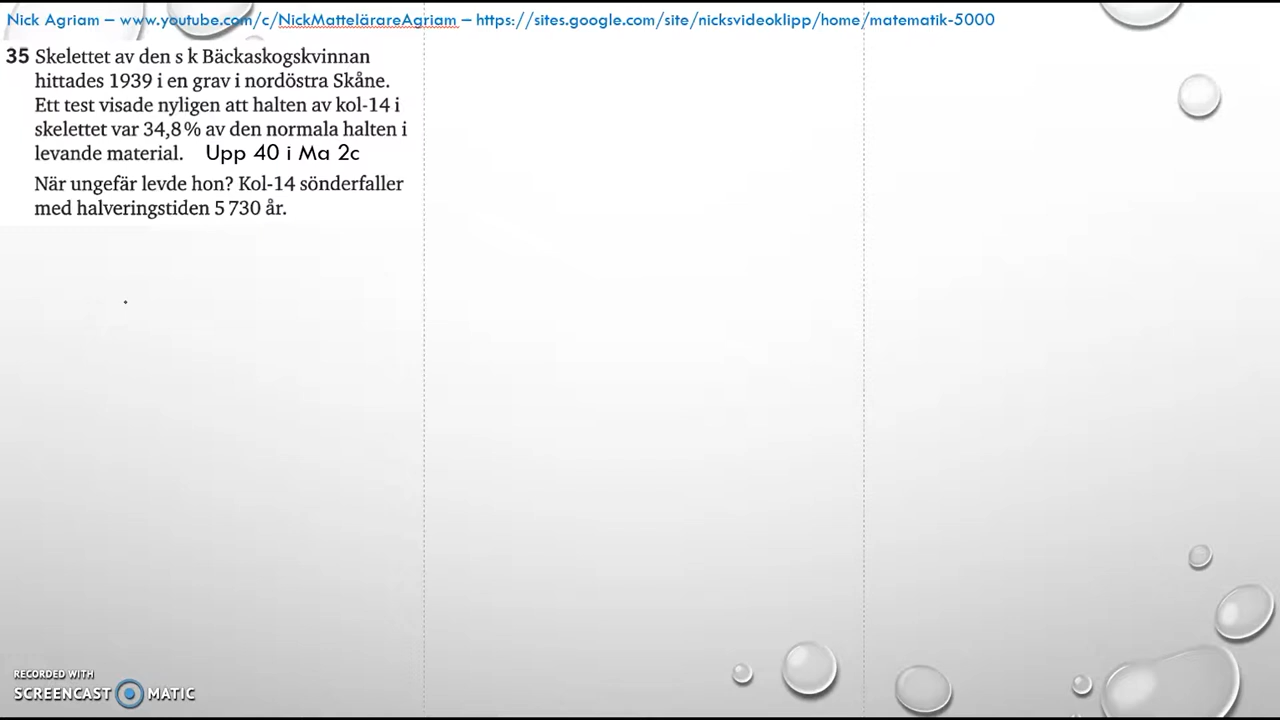 Nick Agriam – www.youtube.com/c/NickMattelärareAgriam – https://sites.google.com/site/nicksvideoklipp/home/matematik-5000
35 Skelettet av den s k Bäckaskogskvinnan
hittades 1939 i en grav i nordöstra Skåne.
Ett test visade nyligen att halten av kol-14 i
skelettet var 34,8% av den normala halten i
levande material. Upp 40 i Ma 2c
När ungefär levde hon? Kol-14 sönderfaller
med halveringstiden 5 730 år.
RECORDED WITH
SCREENCAST MATIC